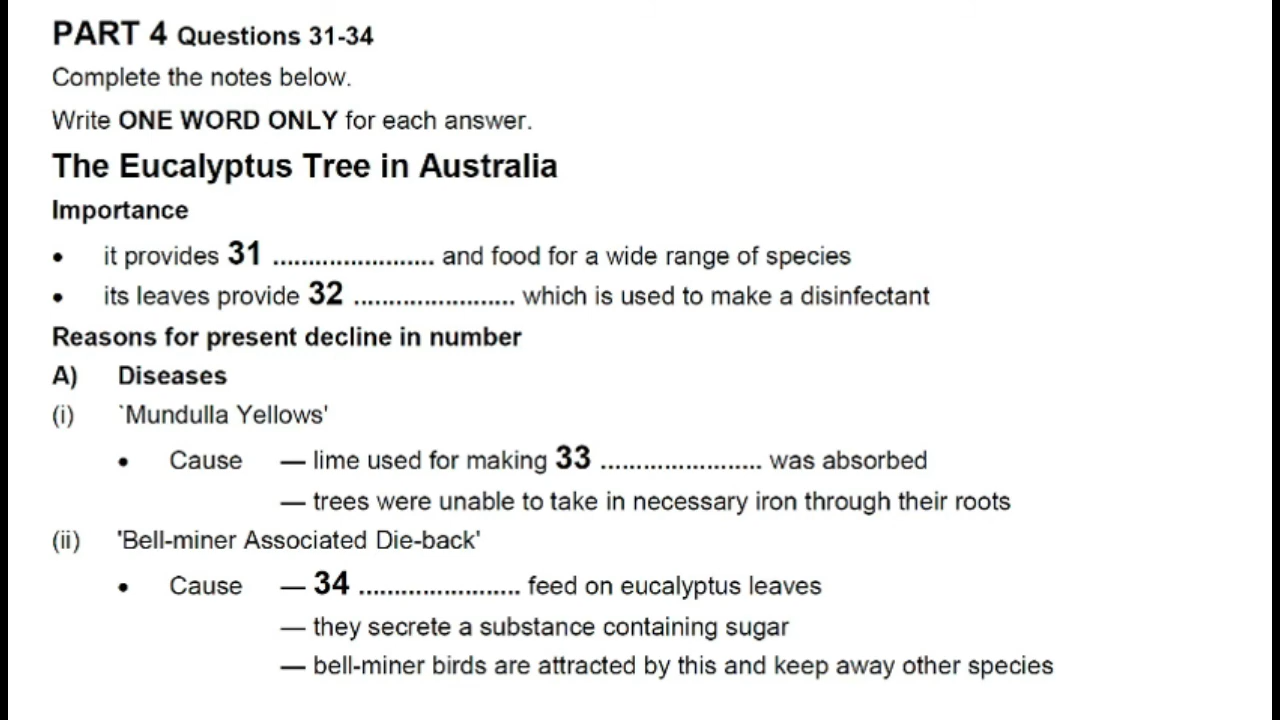 PART 4 Questions 31-34
Complete the notes below.
Write ONE WORD ONLY for each answer.
The Eucalyptus Tree in Australia
Importance
• it provides 31 ....................... and food for a wide range of species
• its leaves provide 32 ....................... which is used to make a disinfectant
Reasons for present decline in number
A) Diseases
(i) `Mundulla Yellows'
• Cause — lime used for making 33 ....................... was absorbed
— trees were unable to take in necessary iron through their roots
(ii) 'Bell-miner Associated Die-back'
• Cause — 34 ....................... feed on eucalyptus leaves
— they secrete a substance containing sugar
— bell-miner birds are attracted by this and keep away other species